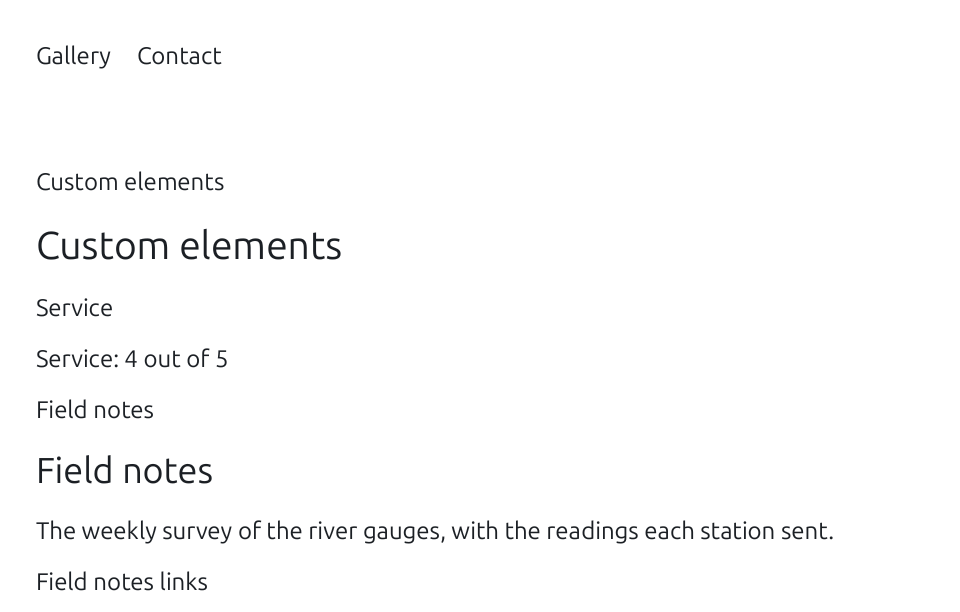 Gallery Contact
Custom elements
Custom elements
Service
Service: 4 out of 5
Field notes
Field notes
The weekly survey of the river gauges, with the readings each station sent.
Field notes links